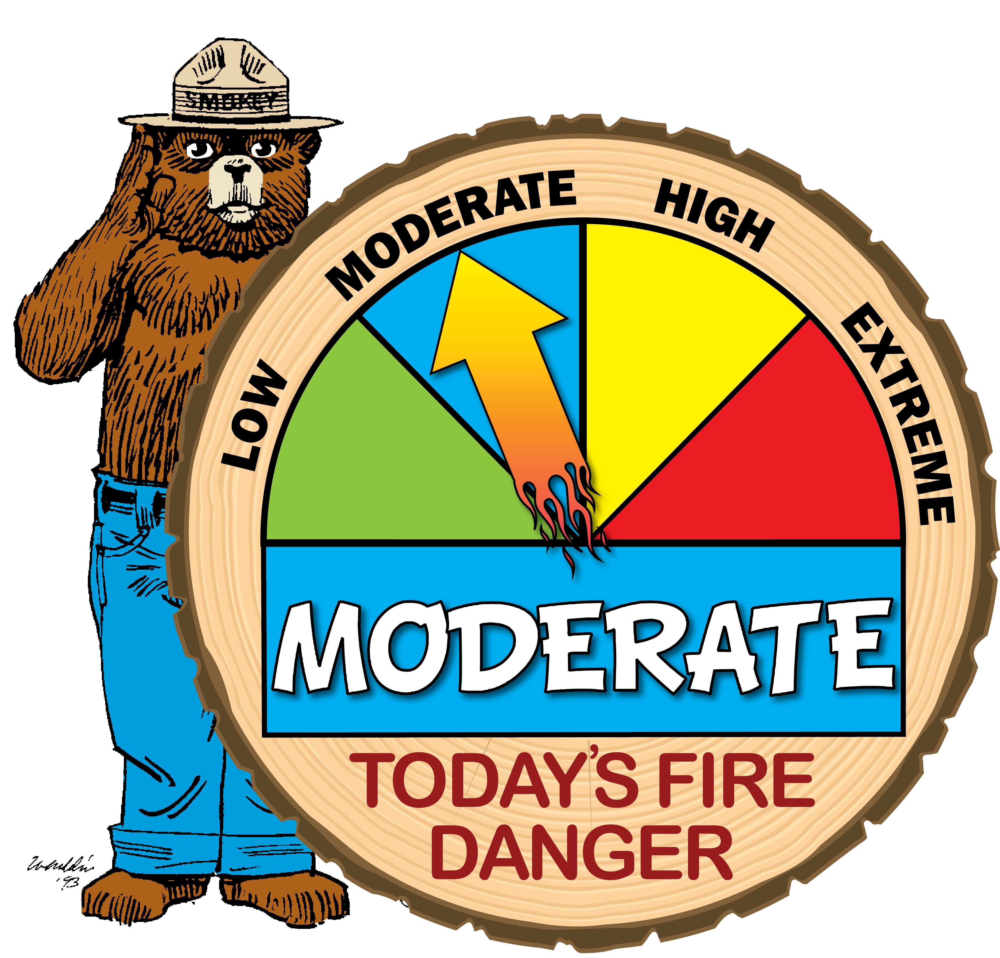 SMOKEY
LOW
MODERATE
HIGH
EXTREME
MODERATE
TODAY'S FIRE
DANGER
'93